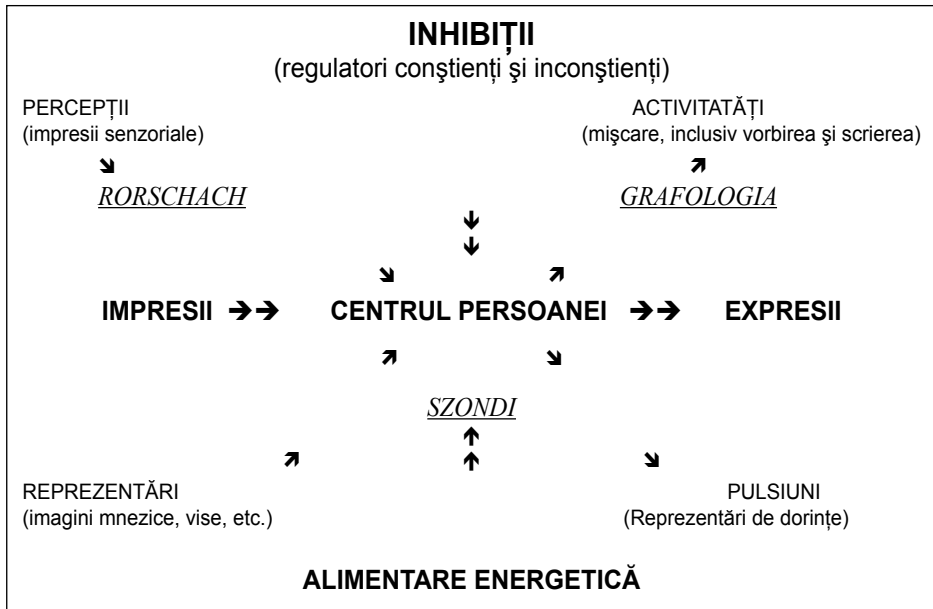 INHIBIȚII
(regulatori conştienți şi inconştienți)
PERCEPȚII
(impresii senzoriale)
ACTIVITATĂȚI
(mişcare, inclusiv vorbirea şi scrierea)
RORSCHACH
GRAFOLOGIA
IMPRESII
CENTRUL PERSOANEI
EXPRESII
SZONDI
REPREZENTĂRI
(imagini mnezice, vise, etc.)
PULSIUNI
(Reprezentări de dorințe)
ALIMENTARE ENERGETICĂ